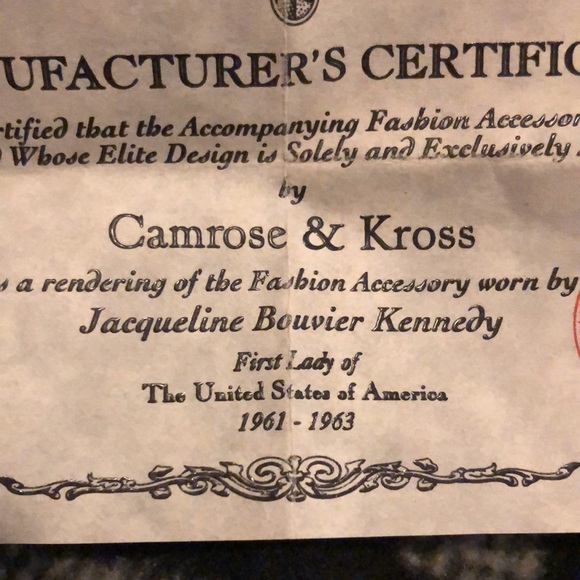 UFACTURER'S CERTIFIC
rtified that the Accompanying Fashion Accessor
Whose Elite Design is Solely and Exclusively
by
Camrose & Kross
s a rendering of the Fashion Accessory worn by
Jacqueline Bouvier Kennedy
First Lady of
The United States of America
1961 - 1963